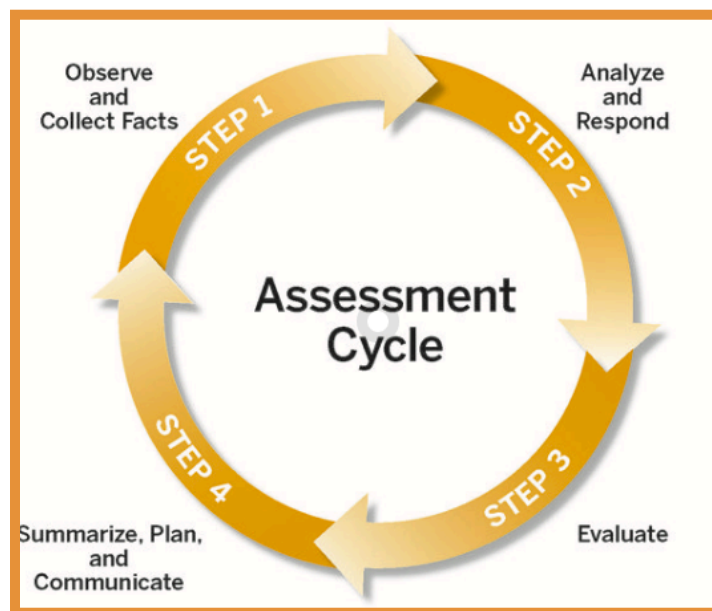 Observe
and
Collect Facts
STEP 1
Analyze
and
Respond
STEP 2
Assessment
Cycle
STEP 3
Evaluate
STEP 4
Summarize, Plan,
and
Communicate